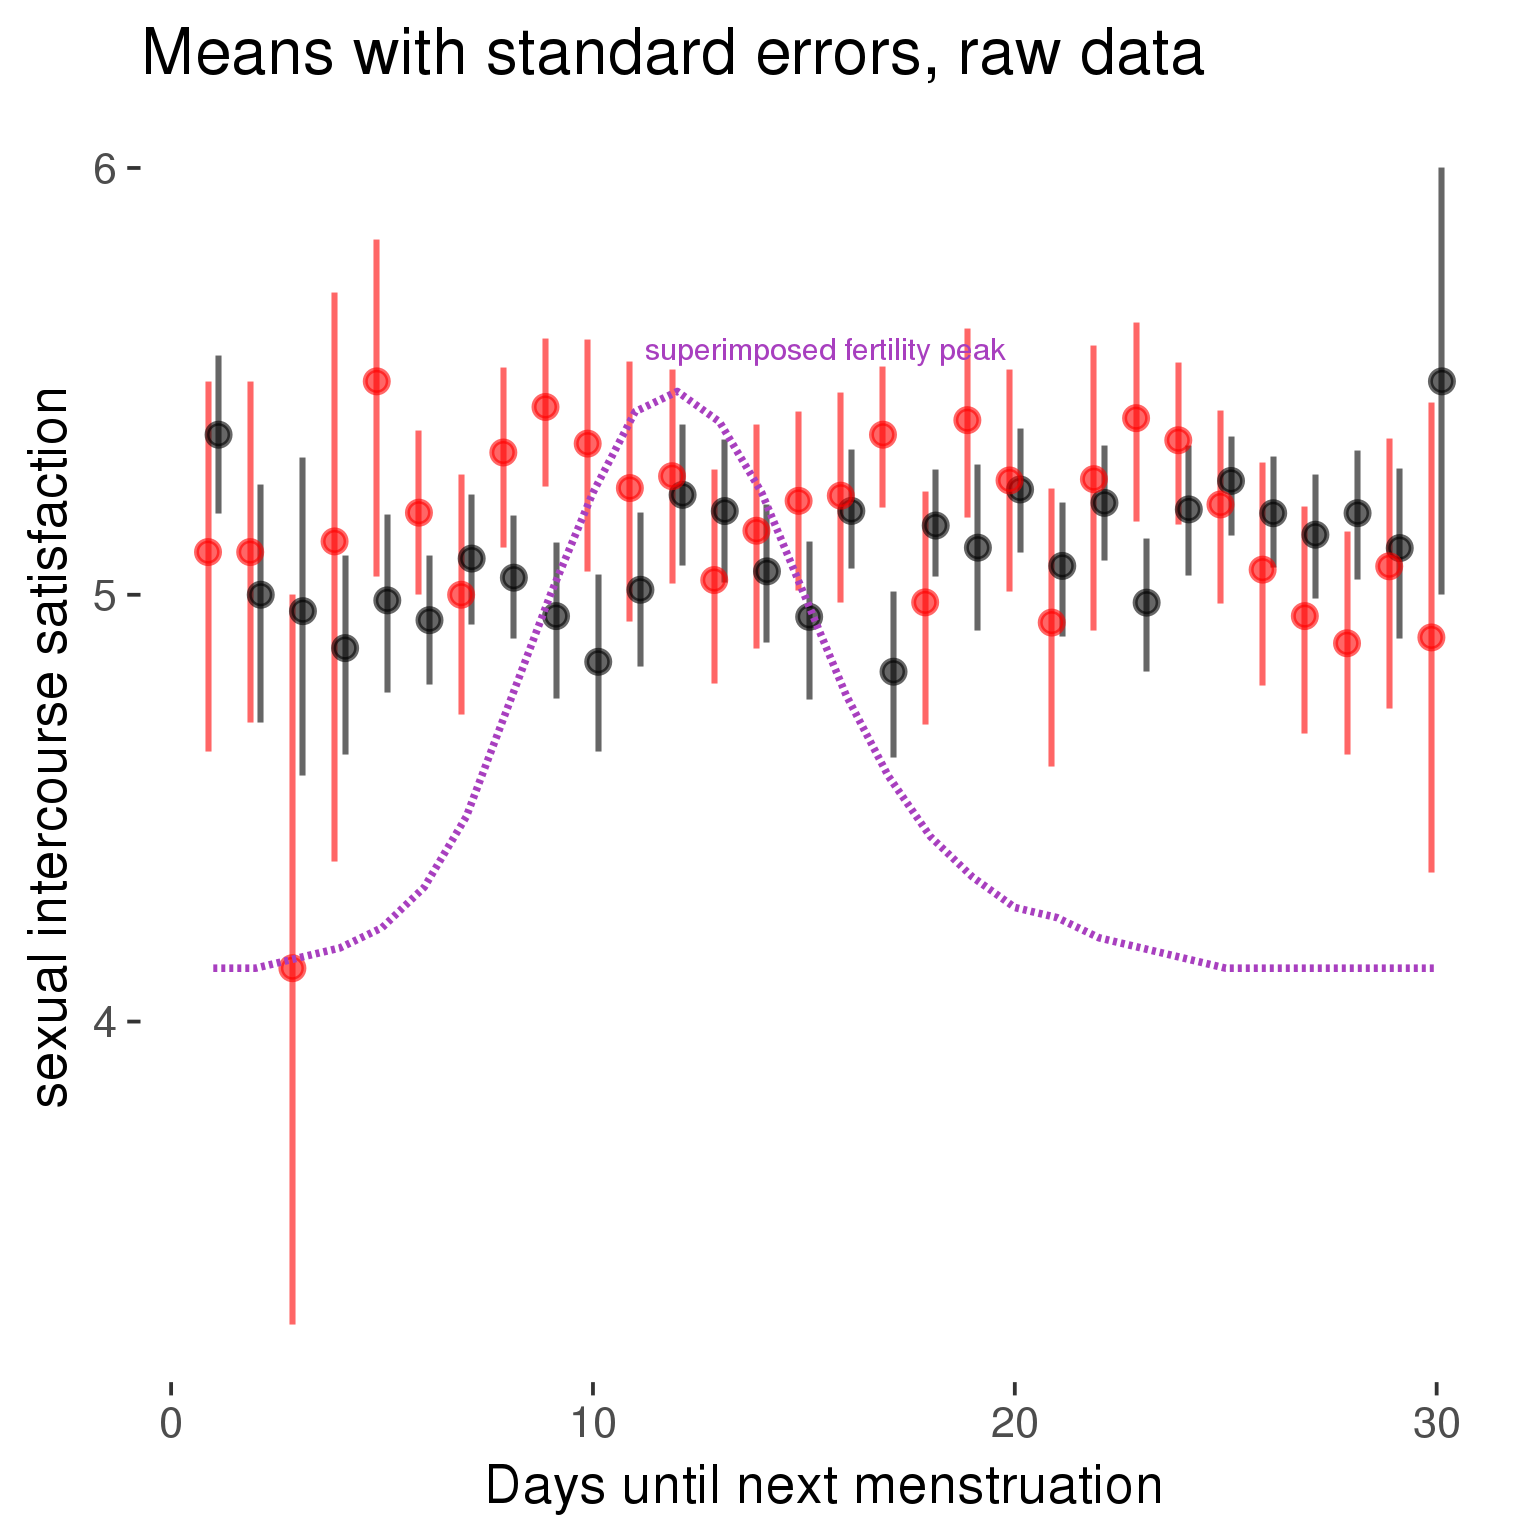 Means with standard errors, raw data
6
superimposed fertility peak
5
4
sexual intercourse satisfaction
0 10 20 30
Days until next menstruation